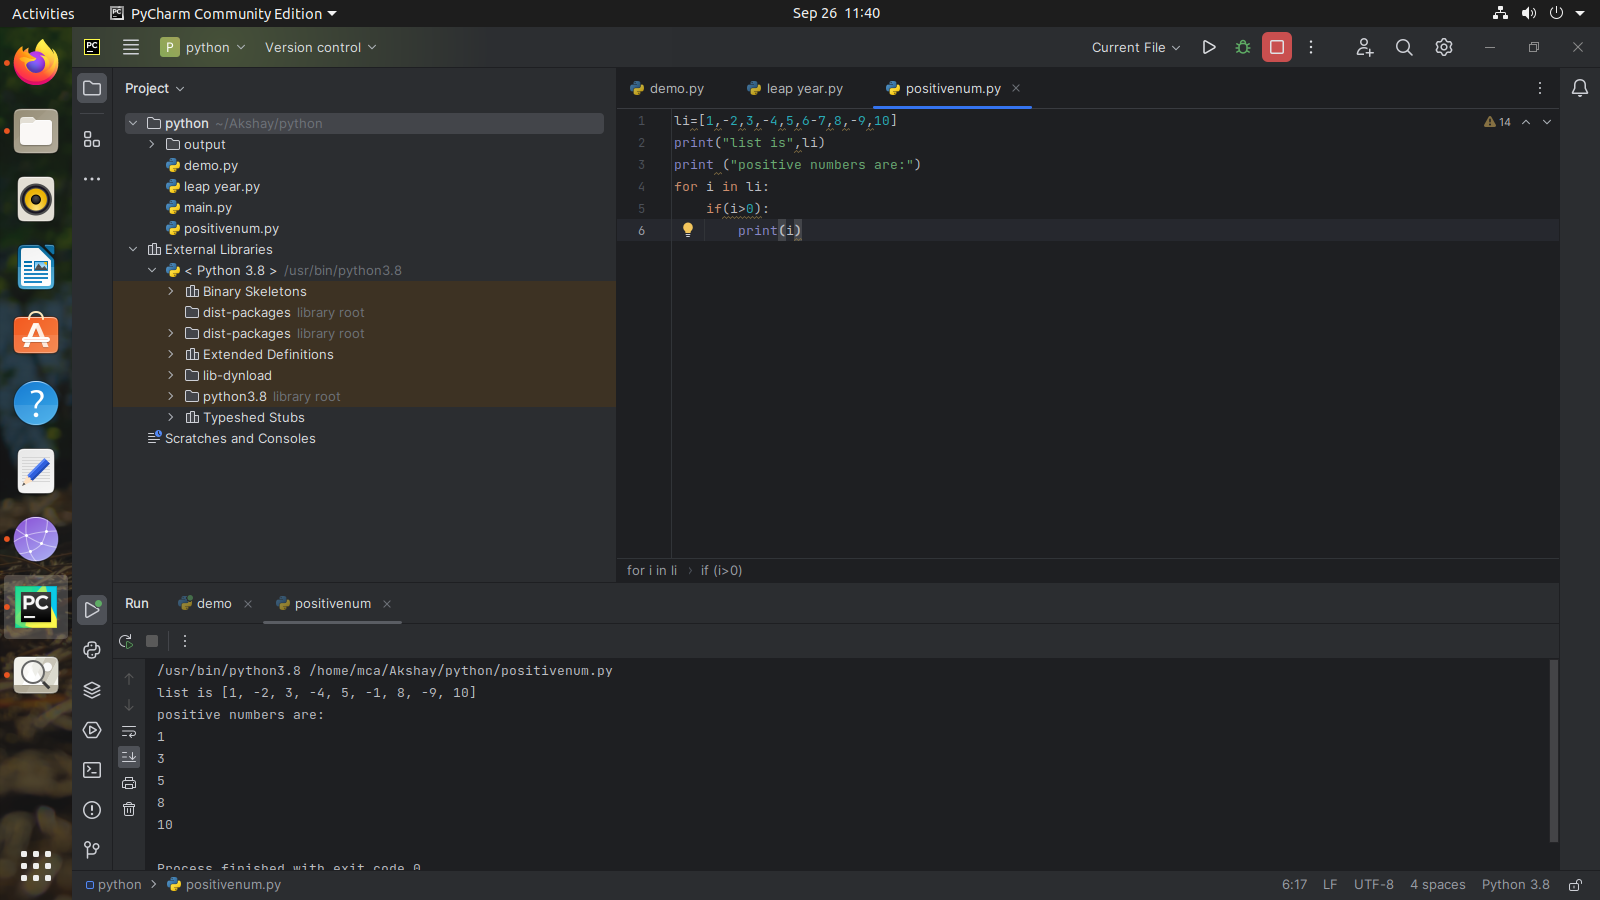 Activities
PyCharm Community Edition
Sep 26 11:40
PC
P python
Version control
Current File
Project
demo.py
leap year.py
positivenum.py
python ~/Akshay/python
output
demo.py
leap year.py
main.py
positivenum.py
External Libraries
< Python 3.8 > /usr/bin/python3.8
Binary Skeletons
dist-packages library root
dist-packages library root
Extended Definitions
lib-dynload
python3.8 library root
Typeshed Stubs
Scratches and Consoles
14
1 li=[1,-2,3,-4,5,6-7,8,-9,10]
2 print("list is",li)
3 print ("positive numbers are:")
4 for i in li:
5 if(i>0):
6 print(i)
for i in li › if (i>0)
PC
Run
demo
positivenum
/usr/bin/python3.8 /home/mca/Akshay/python/positivenum.py
list is [1, -2, 3, -4, 5, -1, 8, -9, 10]
positive numbers are:
1
3
5
8
10
Process finished with exit code 0
python > positivenum.py
6:17 LF UTF-8 4 spaces Python 3.8